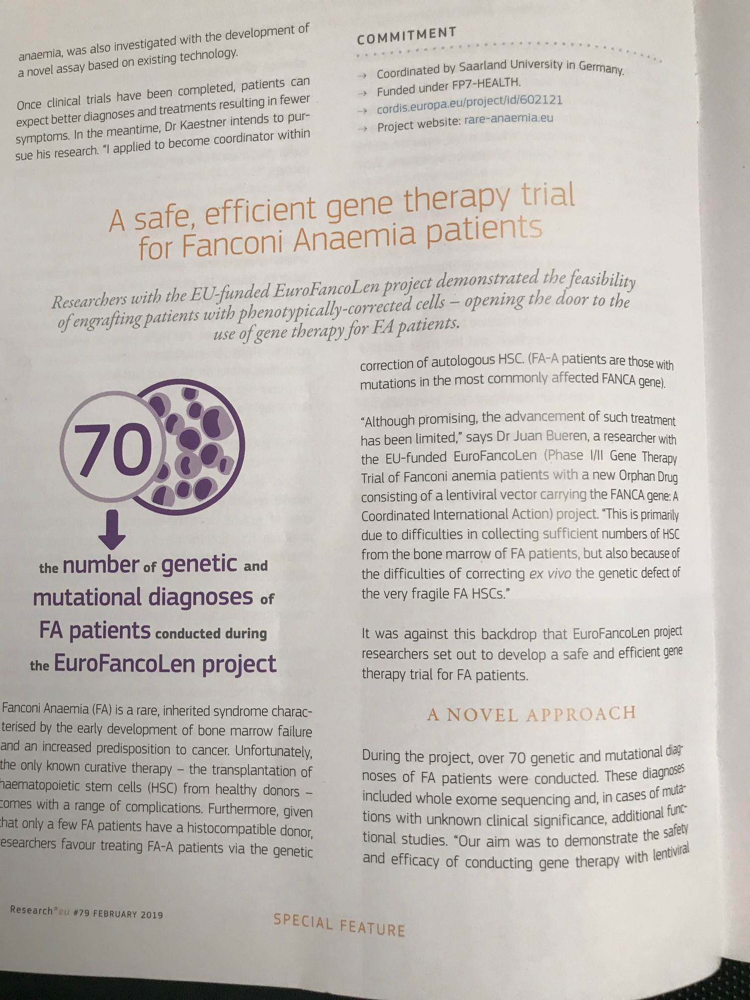 anaemia, was also investigated with the development of
a novel assay based on existing technology.
Once clinical trials have been completed, patients can
expect better diagnoses and treatments resulting in fewer
symptoms. In the meantime, Dr Kaestner intends to pur-
sue his research. “I applied to become coordinator within
COMMITMENT
⇢ Coordinated by Saarland University in Germany.
⇢ Funded under FP7-HEALTH.
⇢ cordis.europa.eu/project/id/602121
⇢ Project website: rare-anaemia.eu
A safe, efficient gene therapy trial
for Fanconi Anaemia patients
Researchers with the EU-funded EuroFancoLen project demonstrated the feasibility
of engrafting patients with phenotypically-corrected cells – opening the door to the
use of gene therapy for FA patients.
70
the number of genetic and
mutational diagnoses of
FA patients conducted during
the EuroFancoLen project
Fanconi Anaemia (FA) is a rare, inherited syndrome charac-
terised by the early development of bone marrow failure
and an increased predisposition to cancer. Unfortunately,
the only known curative therapy – the transplantation of
haematopoietic stem cells (HSC) from healthy donors –
comes with a range of complications. Furthermore, given
that only a few FA patients have a histocompatible donor,
researchers favour treating FA-A patients via the genetic
correction of autologous HSC. (FA-A patients are those with
mutations in the most commonly affected FANCA gene).
“Although promising, the advancement of such treatment
has been limited,” says Dr Juan Bueren, a researcher with
the EU-funded EuroFancoLen (Phase I/II Gene Therapy
Trial of Fanconi anemia patients with a new Orphan Drug
consisting of a lentiviral vector carrying the FANCA gene: A
Coordinated International Action) project. “This is primarily
due to difficulties in collecting sufficient numbers of HSC
from the bone marrow of FA patients, but also because of
the difficulties of correcting ex vivo the genetic defect of
the very fragile FA HSCs.”
It was against this backdrop that EuroFancoLen project
researchers set out to develop a safe and efficient gene
therapy trial for FA patients.
A NOVEL APPROACH
During the project, over 70 genetic and mutational diag-
noses of FA patients were conducted. These diagnoses
included whole exome sequencing and, in cases of muta-
tions with unknown clinical significance, additional func-
tional studies. “Our aim was to demonstrate the safety
and efficacy of conducting gene therapy with lentiviral
Research*eu #79 FEBRUARY 2019
SPECIAL FEATURE